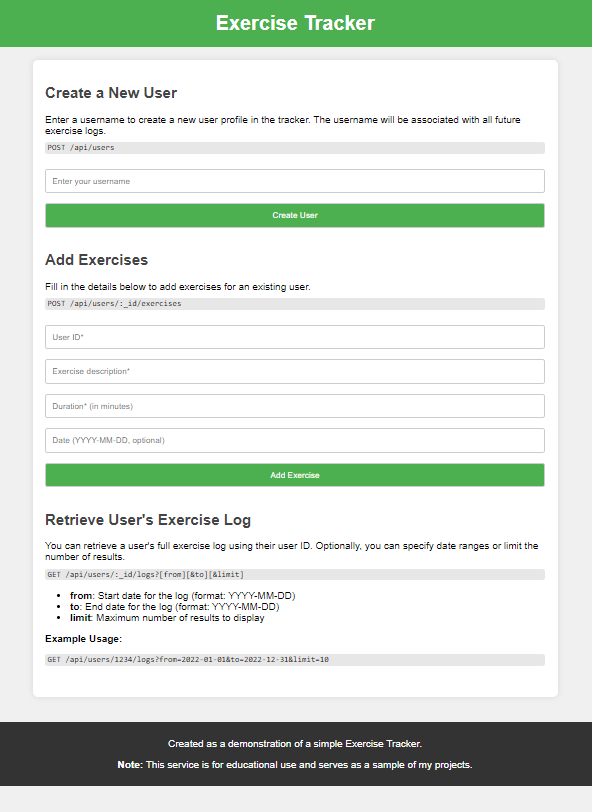 Exercise Tracker
Create a New User
Enter a username to create a new user profile in the tracker. The username will be associated with all future
exercise logs.
POST /api/users
Enter your username
Create User
Add Exercises
Fill in the details below to add exercises for an existing user.
POST /api/users/:_id/exercises
User ID*
Exercise description*
Duration* (in minutes)
Date (YYYY-MM-DD, optional)
Add Exercise
Retrieve User's Exercise Log
You can retrieve a user's full exercise log using their user ID. Optionally, you can specify date ranges or limit the
number of results.
GET /api/users/:_id/logs?[from][&to][&limit]
• from: Start date for the log (format: YYYY-MM-DD)
• to: End date for the log (format: YYYY-MM-DD)
• limit: Maximum number of results to display
Example Usage:
GET /api/users/1234/logs?from=2022-01-01&to=2022-12-31&limit=10
Created as a demonstration of a simple Exercise Tracker.
Note: This service is for educational use and serves as a sample of my projects.